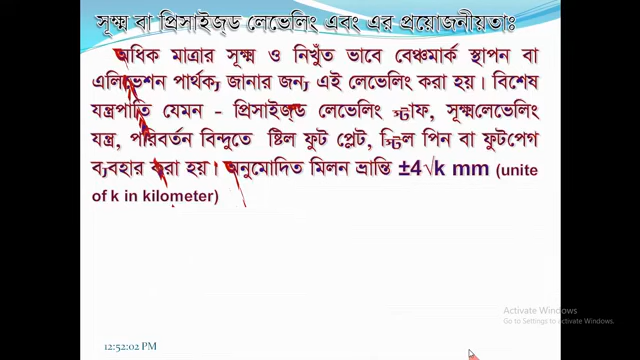 সূক্ষ্ম বা প্রিসাইজ্ড লেভেলিং এবং এর প্রয়োজনীয়তাঃ
অধিক মাত্রার সূক্ষ্ম ও নিখুঁত ভাবে বেঞ্চমার্ক স্থাপন বা
এলিভেশন পার্থক্য জানার জন্য এই লেভেলিং করা হয়। বিশেষ
যন্ত্রপাতি যেমন - প্রিসাইজ্ড লেভেলিং স্টাফ, সূক্ষ্মলেভেলিং
যন্ত্র, পরিবর্তন বিন্দুতে ষ্টিল ফুট প্লেট, স্টিল পিন বা ফুটপেগ
ব্যবহার করা হয়। অনুমোদিত মিলন ভ্রান্তি ±4√k mm (unite
of k in kilometer)
Activate Windows
Go to Settings to activate Windows.
12:52:02 PM